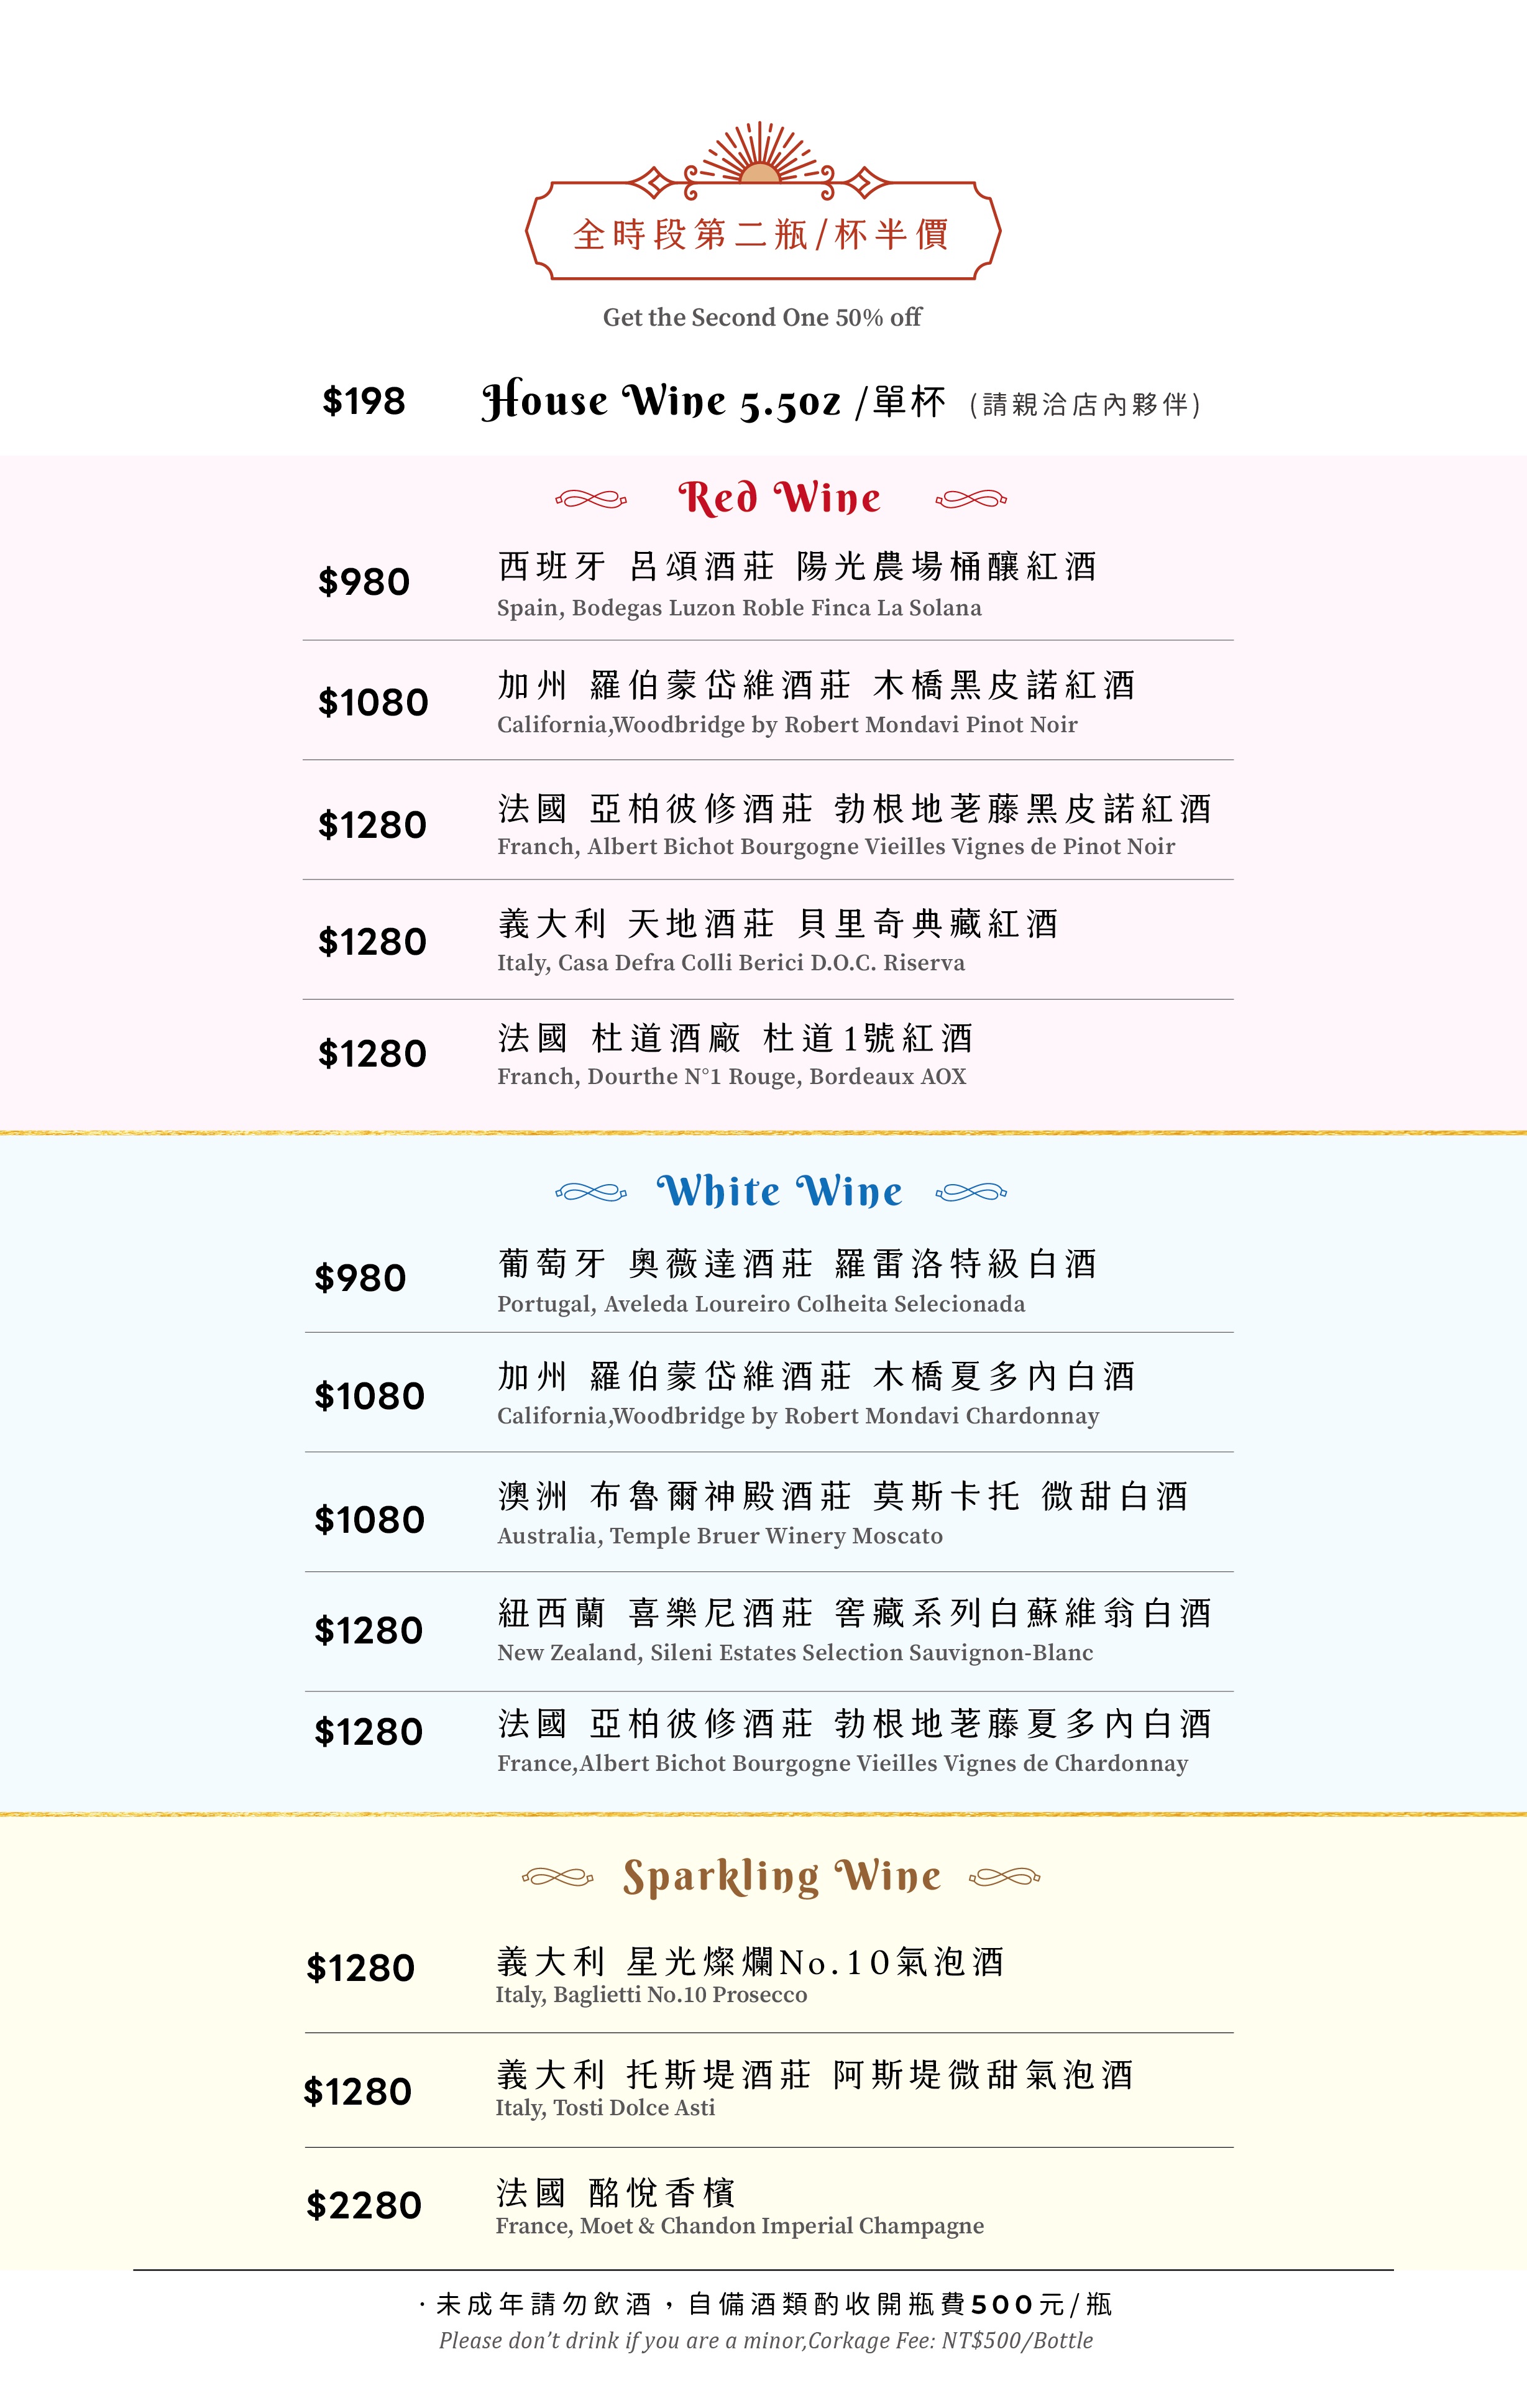 全時段第二瓶/杯半價
Get the Second One 50% off
$198 House Wine 5.5oz /單杯 (請親洽店內夥伴)
Red Wine
$980 西班牙 呂頌酒莊 陽光農場桶釀紅酒
Spain, Bodegas Luzon Roble Finca La Solana
$1080 加州 羅伯蒙岱維酒莊 木橋黑皮諾紅酒
California,Woodbridge by Robert Mondavi Pinot Noir
$1280 法國 亞柏彼修酒莊 勃根地荖藤黑皮諾紅酒
Franch, Albert Bichot Bourgogne Vieilles Vignes de Pinot Noir
$1280 義大利 天地酒莊 貝里奇典藏紅酒
Italy, Casa Defra Colli Berici D.O.C. Riserva
$1280 法國 杜道酒廠 杜道1號紅酒
Franch, Dourthe N°1 Rouge, Bordeaux AOX
White Wine
$980 葡萄牙 奧薇達酒莊 羅雷洛特級白酒
Portugal, Aveleda Loureiro Colheita Selecionada
$1080 加州 羅伯蒙岱維酒莊 木橋夏多內白酒
California,Woodbridge by Robert Mondavi Chardonnay
$1080 澳洲 布魯爾神殿酒莊 莫斯卡托 微甜白酒
Australia, Temple Bruer Winery Moscato
$1280 紐西蘭 喜樂尼酒莊 窖藏系列白蘇維翁白酒
New Zealand, Sileni Estates Selection Sauvignon-Blanc
$1280 法國 亞柏彼修酒莊 勃根地荖藤夏多內白酒
France,Albert Bichot Bourgogne Vieilles Vignes de Chardonnay
Sparkling Wine
$1280 義大利 星光燦爛No.10氣泡酒
Italy, Baglietti No.10 Prosecco
$1280 義大利 托斯堤酒莊 阿斯堤微甜氣泡酒
Italy, Tosti Dolce Asti
$2280 法國 酩悅香檳
France, Moet & Chandon Imperial Champagne
·未成年請勿飲酒，自備酒類酌收開瓶費500元/瓶
Please don't drink if you are a minor,Corkage Fee: NT$500/Bottle